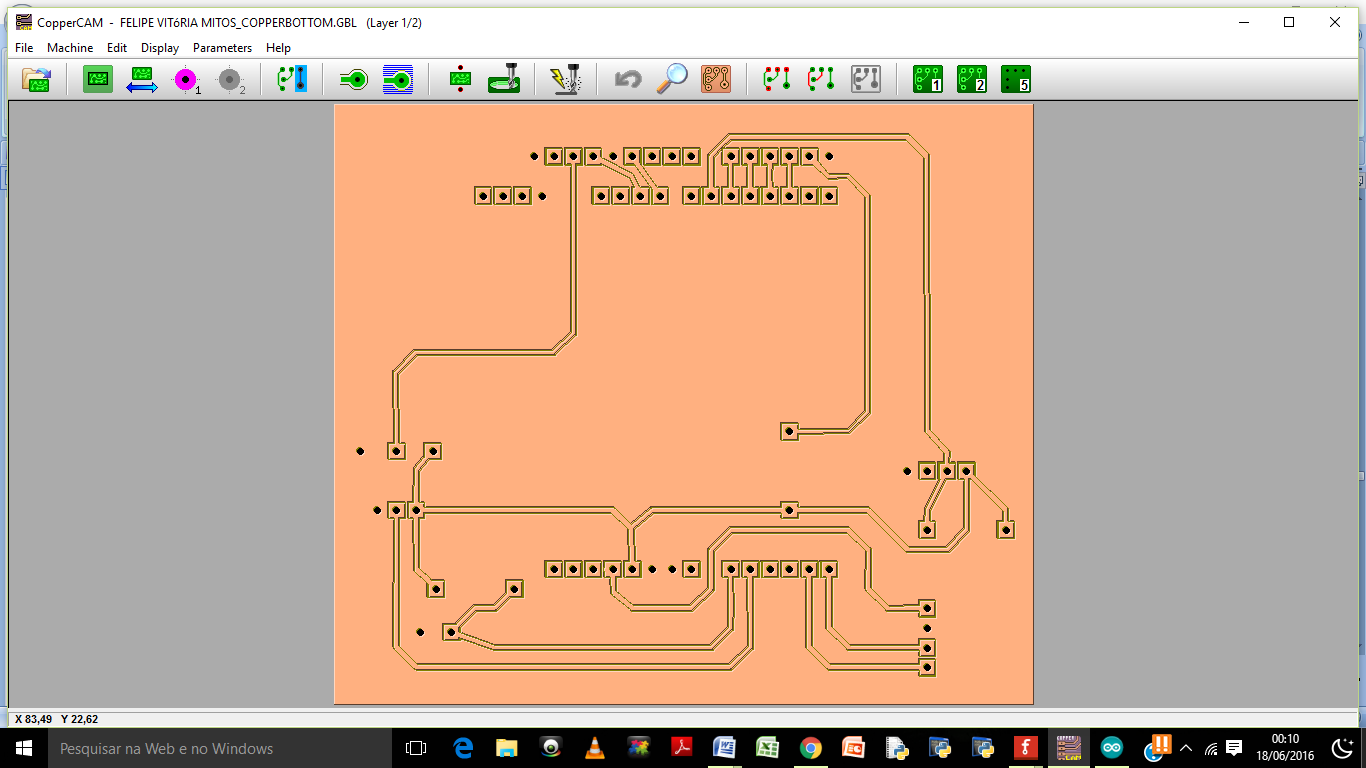 CopperCAM - FELIPE VITóRIA MITOS_COPPERBOTTOM.GBL (Layer 1/2)
File Machine Edit Display Parameters Help
1 2 1 2 5
X 83,49 Y 22,62
Pesquisar na Web e no Windows
00:10
18/06/2016